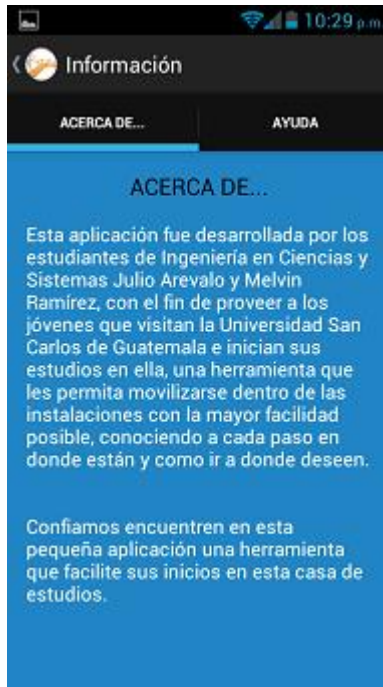 10:29 p.m
Información
ACERCA DE...
AYUDA
ACERCA DE...
Esta aplicación fue desarrollada por los
estudiantes de Ingeniería en Ciencias y
Sistemas Julio Arevalo y Melvin
Ramírez, con el fin de proveer a los
jóvenes que visitan la Universidad San
Carlos de Guatemala e inician sus
estudios en ella, una herramienta que
les permita movilizarse dentro de las
instalaciones con la mayor facilidad
posible, conociendo a cada paso en
donde están y como ir a donde deseen.
Confiamos encuentren en esta
pequeña aplicación una herramienta
que facilite sus inicios en esta casa de
estudios.